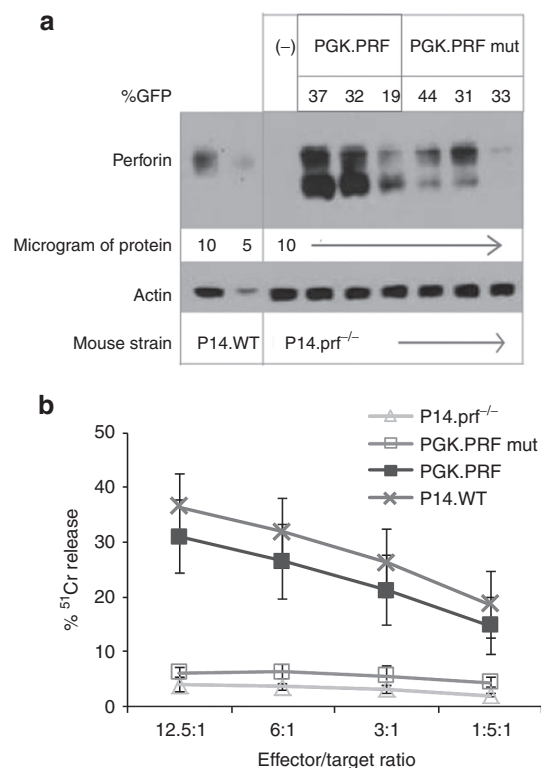 a
(–) PGK.PRF PGK.PRF mut
%GFP 37 32 19 44 31 33
Perforin
Microgram of protein 10 5 10
Actin
Mouse strain P14.WT P14.prf–/–
b
P14.prf–/–
PGK.PRF mut
PGK.PRF
P14.WT
% 51Cr release
50
40
30
20
10
0
12.5:1 6:1 3:1 1:5:1
Effector/target ratio